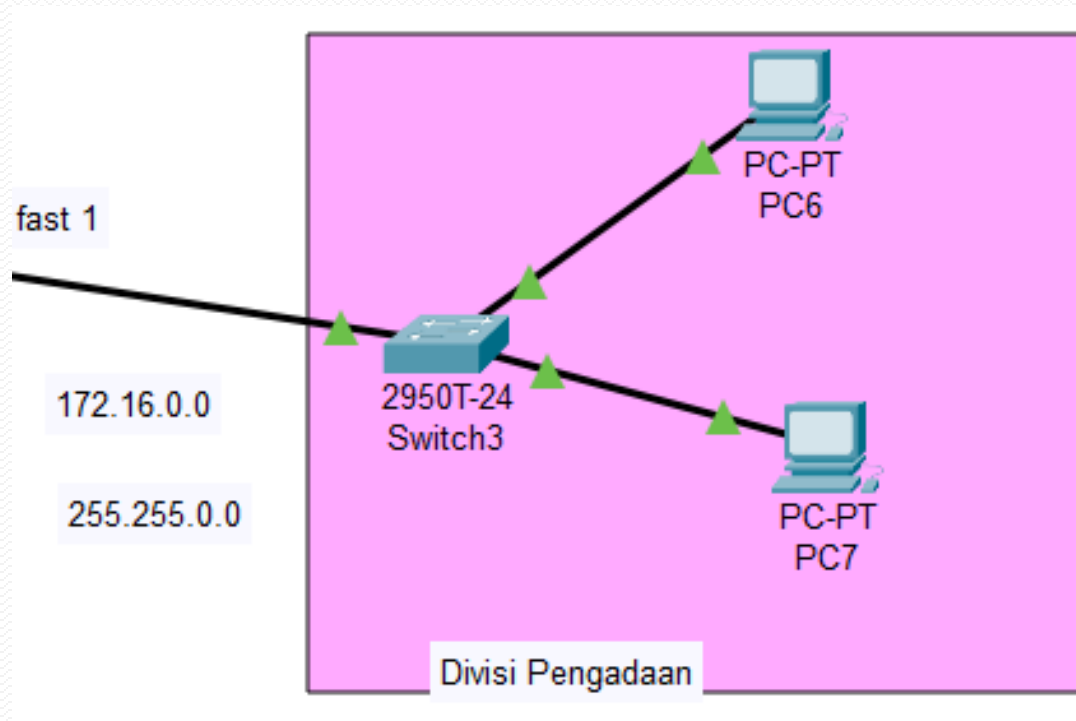 PC-PT
PC6
fast 1
172.16.0.0
2950T-24
Switch3
255.255.0.0
PC-PT
PC7
Divisi Pengadaan